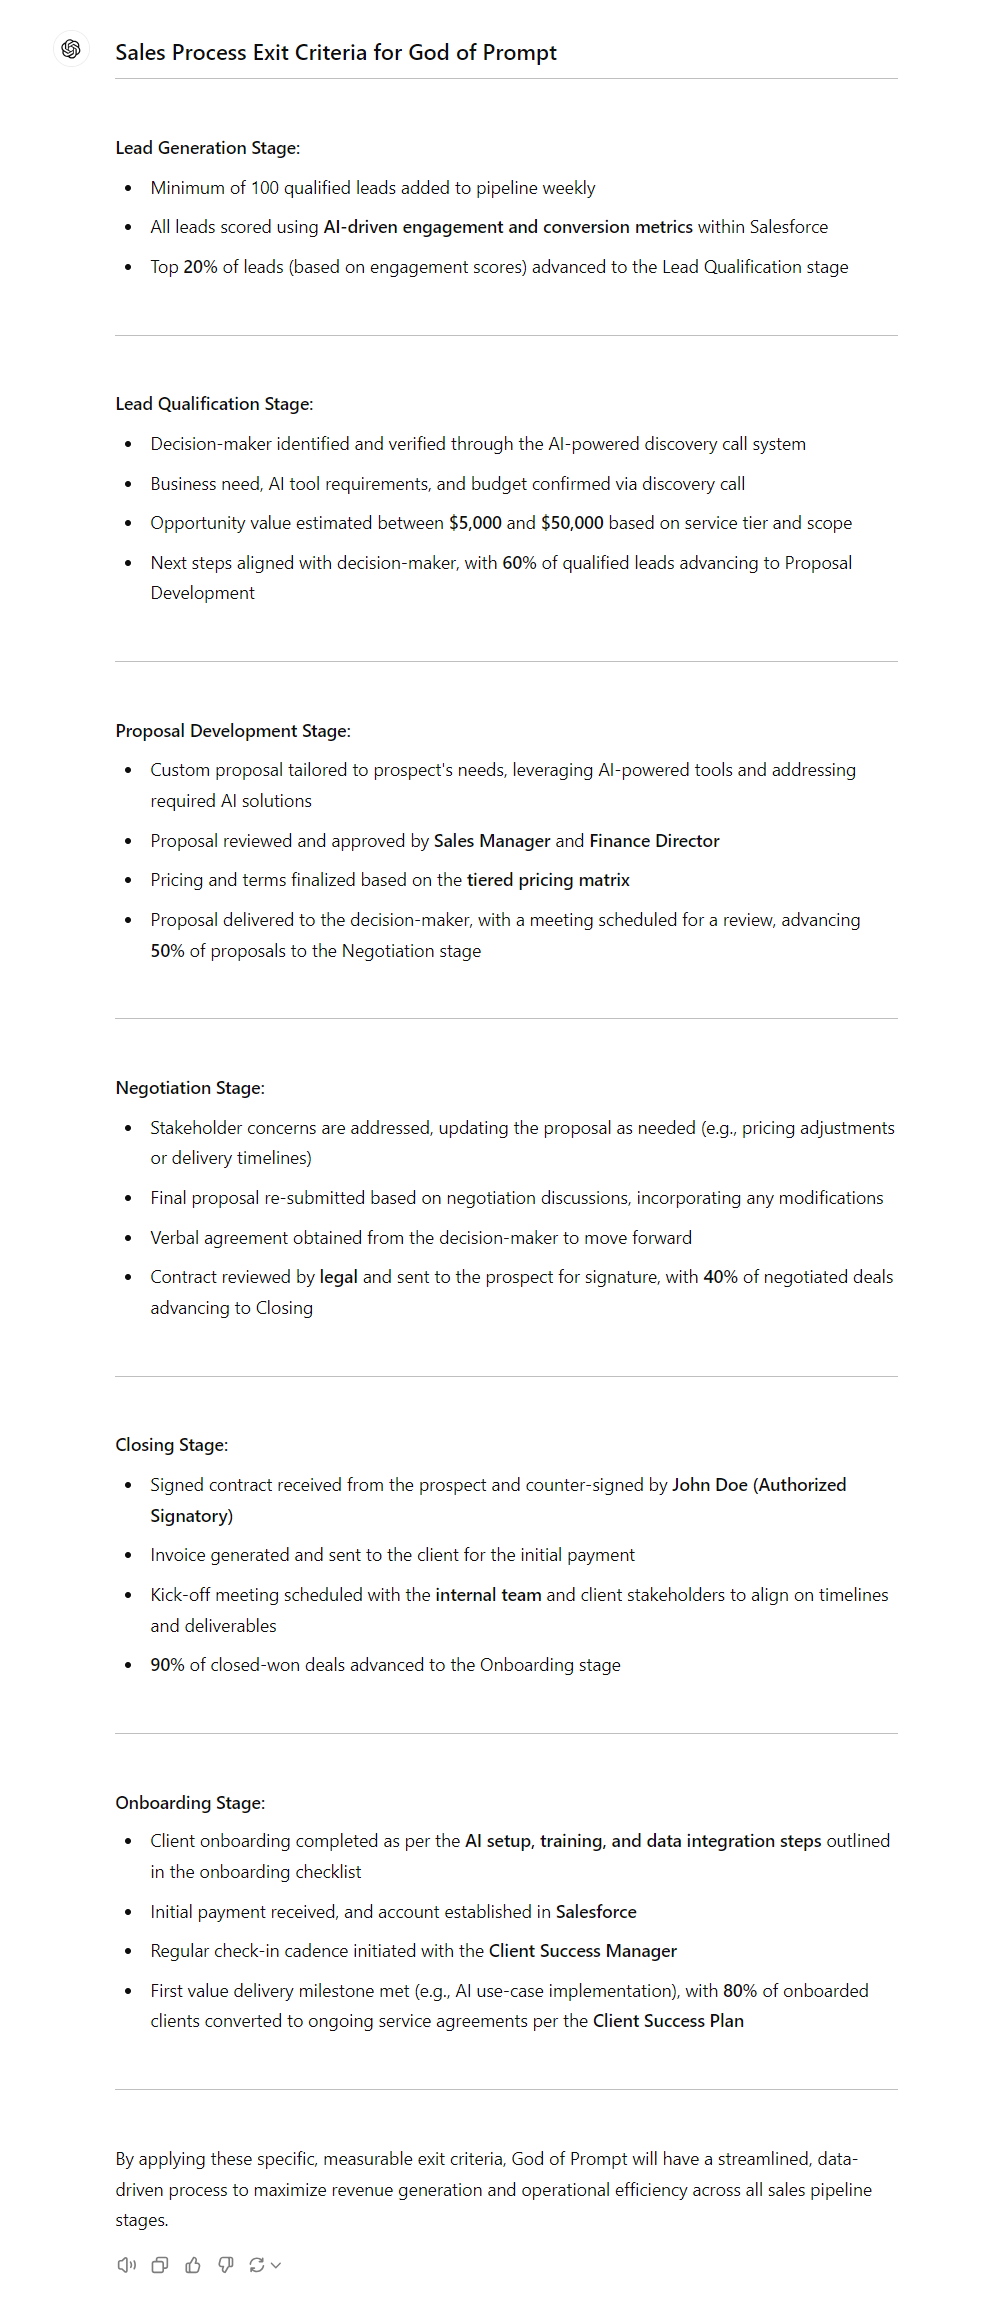 Sales Process Exit Criteria for God of Prompt
Lead Generation Stage:
Minimum of 100 qualified leads added to pipeline weekly
All leads scored using AI-driven engagement and conversion metrics within Salesforce
Top 20% of leads (based on engagement scores) advanced to the Lead Qualification stage
Lead Qualification Stage:
Decision-maker identified and verified through the AI-powered discovery call system
Business need, AI tool requirements, and budget confirmed via discovery call
Opportunity value estimated between $5,000 and $50,000 based on service tier and scope
Next steps aligned with decision-maker, with 60% of qualified leads advancing to Proposal
Development
Proposal Development Stage:
Custom proposal tailored to prospect's needs, leveraging AI-powered tools and addressing
required AI solutions
Proposal reviewed and approved by Sales Manager and Finance Director
Pricing and terms finalized based on the tiered pricing matrix
Proposal delivered to the decision-maker, with a meeting scheduled for a review, advancing
50% of proposals to the Negotiation stage
Negotiation Stage:
Stakeholder concerns are addressed, updating the proposal as needed (e.g., pricing adjustments
or delivery timelines)
Final proposal re-submitted based on negotiation discussions, incorporating any modifications
Verbal agreement obtained from the decision-maker to move forward
Contract reviewed by legal and sent to the prospect for signature, with 40% of negotiated deals
advancing to Closing
Closing Stage:
Signed contract received from the prospect and counter-signed by John Doe (Authorized
Signatory)
Invoice generated and sent to the client for the initial payment
Kick-off meeting scheduled with the internal team and client stakeholders to align on timelines
and deliverables
90% of closed-won deals advanced to the Onboarding stage
Onboarding Stage:
Client onboarding completed as per the AI setup, training, and data integration steps outlined
in the onboarding checklist
Initial payment received, and account established in Salesforce
Regular check-in cadence initiated with the Client Success Manager
First value delivery milestone met (e.g., AI use-case implementation), with 80% of onboarded
clients converted to ongoing service agreements per the Client Success Plan
By applying these specific, measurable exit criteria, God of Prompt will have a streamlined, data-
driven process to maximize revenue generation and operational efficiency across all sales pipeline
stages.